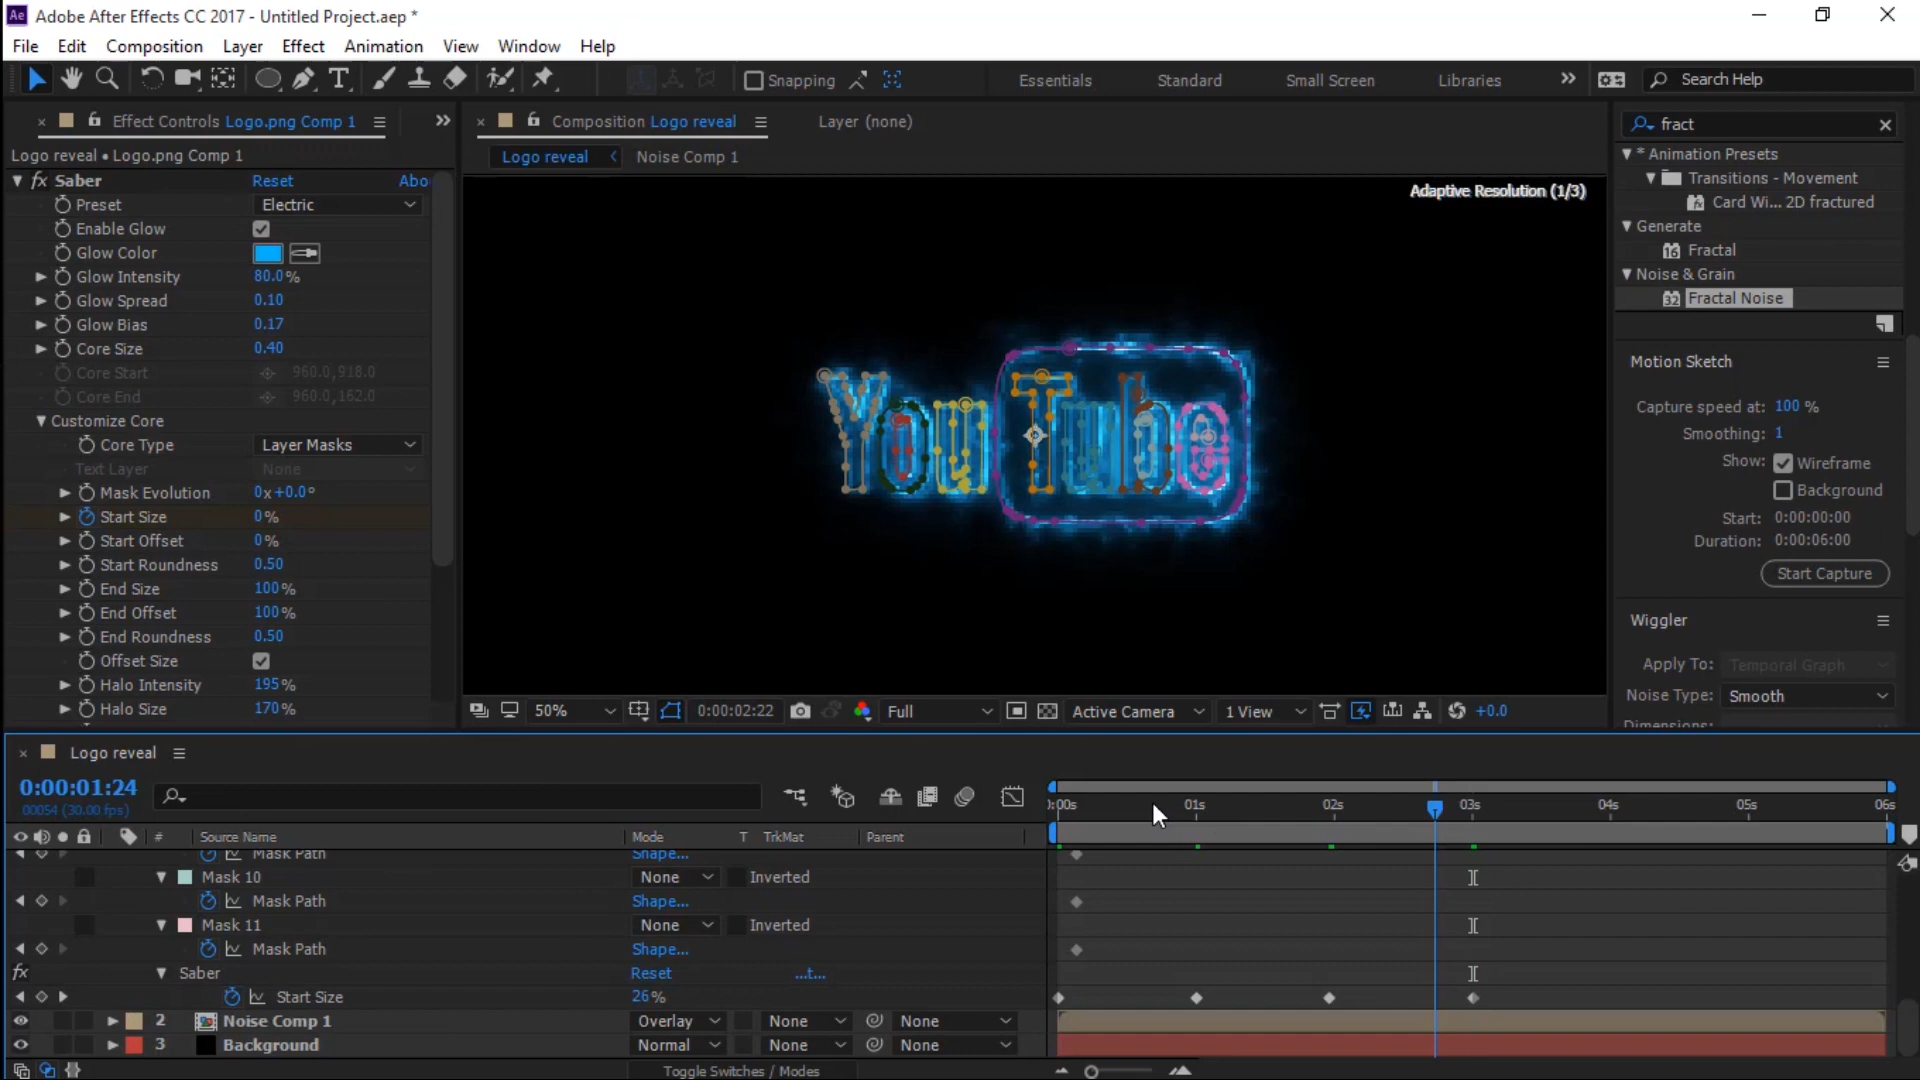 Ae Adobe After Effects CC 2017 - Untitled Project.aep *
File Edit Composition Layer Effect Animation View Window Help
Snapping Essentials Standard Small Screen Libraries Search Help
Effect Controls Logo.png Comp 1
Composition Logo reveal
Layer (none)
fract
Logo reveal • Logo.png Comp 1
Logo reveal
Noise Comp 1
* Animation Presets
fx Saber Reset Abo
Transitions - Movement
Adaptive Resolution (1/3)
Preset Electric
Card Wi... 2D fractured
Enable Glow
Generate
Glow Color
Fractal
Glow Intensity 80.0%
Noise & Grain
Glow Spread 0.10
Fractal Noise
Glow Bias 0.17
Core Size 0.40
Motion Sketch
Core Start 960.0,918.0
Core End 960.0,162.0
Capture speed at: 100 %
Customize Core
Smoothing: 1
Core Type Layer Masks
Show: Wireframe
Text Layer None
Background
Mask Evolution 0x+0.0°
Start Size 0%
Start: 0:00:00:00
Start Offset 0%
Duration: 0:00:06:00
Start Roundness 0.50
Start Capture
End Size 100%
End Offset 100%
Wiggler
End Roundness 0.50
Offset Size
Apply To: Temporal Graph
Halo Intensity 195%
Noise Type: Smooth
Halo Size 170%
YouTube
50% 0:00:02:22 Full Active Camera 1 View +0.0
Logo reveal
0:00:01:24
00054 (30.00 fps)
0:00s 01s 02s 03s 04s 05s 06s
# Source Name Mode T TrkMat Parent
Mask Path Shape...
Mask 10 None Inverted
Mask Path Shape...
Mask 11 None Inverted
Mask Path Shape...
fx Saber Reset ...t...
Start Size 26%
2 Noise Comp 1 Overlay None None
3 Background Normal None None
Toggle Switches / Modes